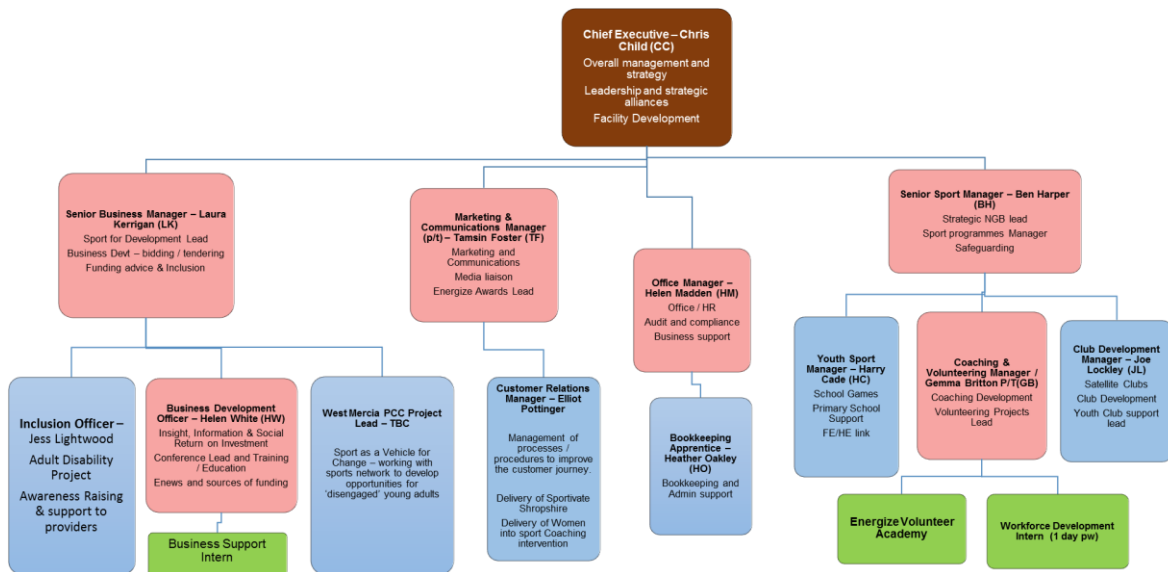 Chief Executive – Chris
Child (CC)
Overall management and
strategy
Leadership and strategic
alliances
Facility Development
Senior Business Manager – Laura
Kerrigan (LK)
Sport for Development Lead
Business Devt – bidding / tendering
Funding advice & Inclusion
Marketing &
Communications Manager
(p/t) – Tamsin Foster (TF)
Marketing and
Communications
Media liaison
Energize Awards Lead
Office Manager –
Helen Madden (HM)
Office / HR
Audit and compliance
Business support
Senior Sport Manager – Ben Harper
(BH)
Strategic NGB lead
Sport programmes Manager
Safeguarding
Inclusion Officer –
Jess Lightwood
Adult Disability
Project
Awareness Raising
& support to
providers
Business Development
Officer – Helen White (HW)
Insight, Information & Social
Return on Investment
Conference Lead and Training
/ Education
Enews and sources of funding
Business Support
Intern
West Mercia PCC Project
Lead – TBC
Sport as a Vehicle for
Change – working with
sports network to develop
opportunities for
'disengaged' young adults
Customer Relations
Manager – Elliot
Pottinger
Management of
processes /
procedures to improve
the customer journey.
Delivery of Sportivate
Shropshire
Delivery of Women
into sport Coaching
intervention
Bookkeeping
Apprentice –
Heather Oakley
(HO)
Bookkeeping and
Admin support
Youth Sport
Manager – Harry
Cade (HC)
School Games
Primary School
Support
FE/HE link
Coaching &
Volunteering Manager /
Gemma Britton P/T(GB)
Coaching Development
Volunteering Projects
Lead
Club Development
Manager – Joe
Lockley (JL)
Satellite Clubs
Club Development
Youth Club support
lead
Energize Volunteer
Academy
Workforce Development
Intern (1 day pw)